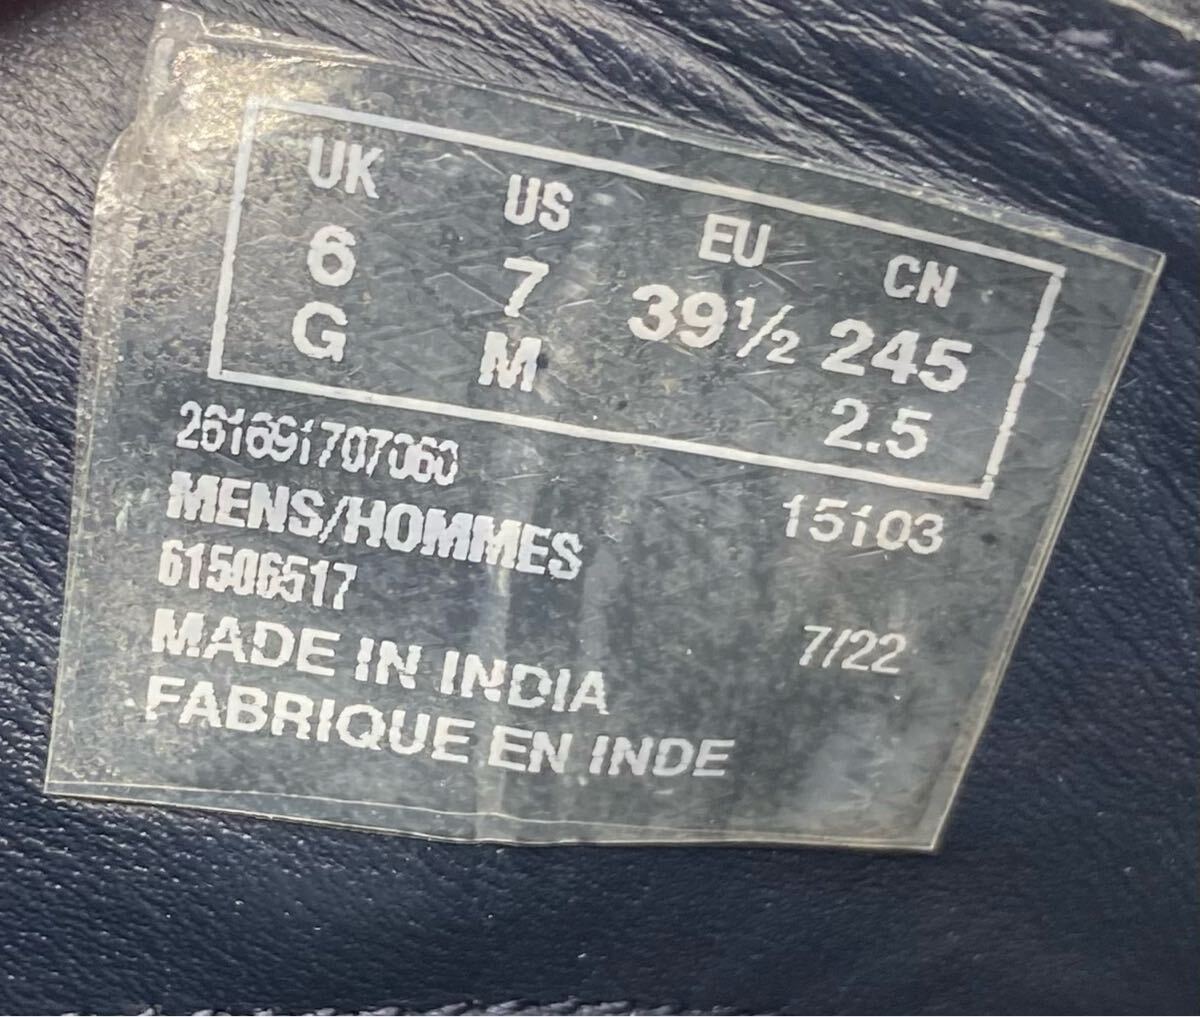 UK US EU CN
6 7 39½ 245
G M 2.5
261691707060
MENS/HOMMES 15103
61506517
MADE IN INDIA 7/22
FABRIQUE EN INDE